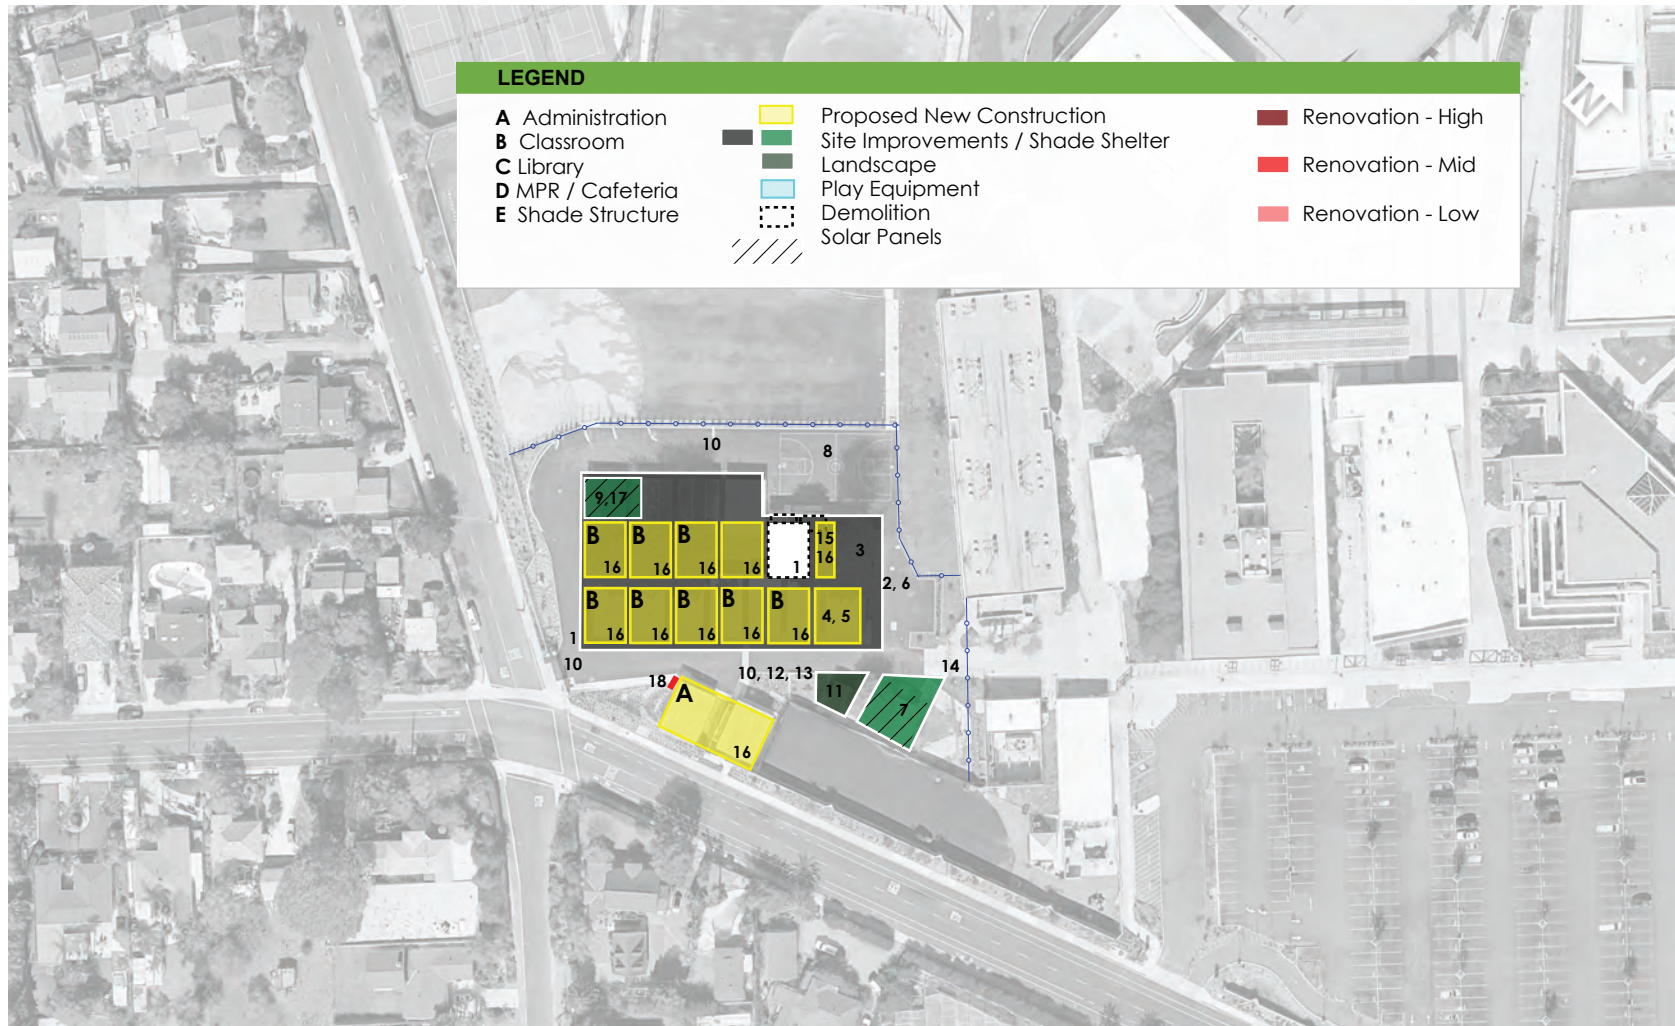 LEGEND
A Administration
B Classroom
C Library
D MPR / Cafeteria
E Shade Structure
Proposed New Construction
Site Improvements / Shade Shelter
Landscape
Play Equipment
Demolition
Solar Panels
Renovation - High
Renovation - Mid
Renovation - Low
N
10
8
9,17
B
16
B
16
B
16
16
1
15
16
3
2, 6
B
16
B
16
B
16
B
16
B
16
4, 5
1
10
10, 12, 13
14
18
A
16
11
7